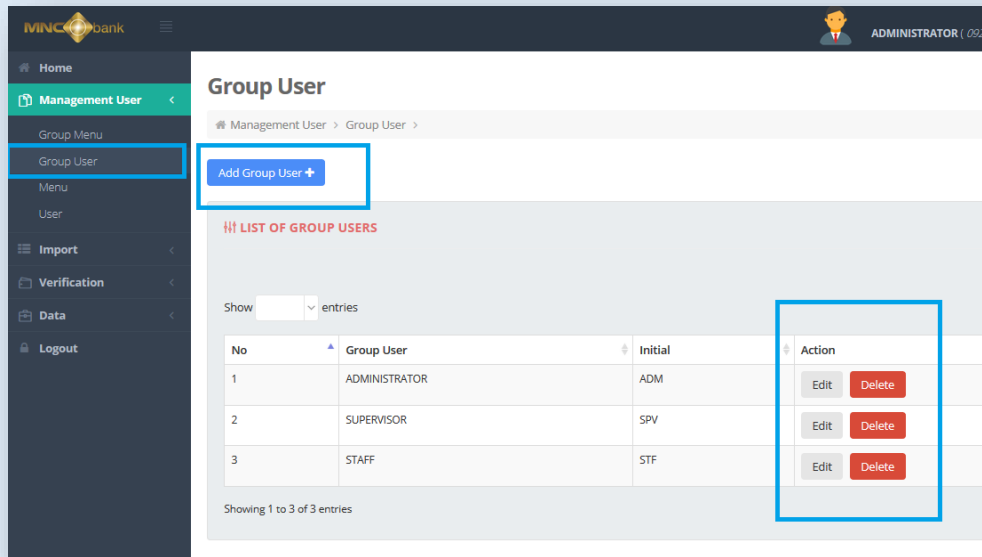 MNC bank
ADMINISTRATOR ( 092
Home
Management User
Group Menu
Group User
Menu
User
Import
Verification
Data
Logout
Group User
Management User > Group User >
Add Group User +
LIST OF GROUP USERS
Show entries
No Group User Initial Action
1 ADMINISTRATOR ADM Edit Delete
2 SUPERVISOR SPV Edit Delete
3 STAFF STF Edit Delete
Showing 1 to 3 of 3 entries